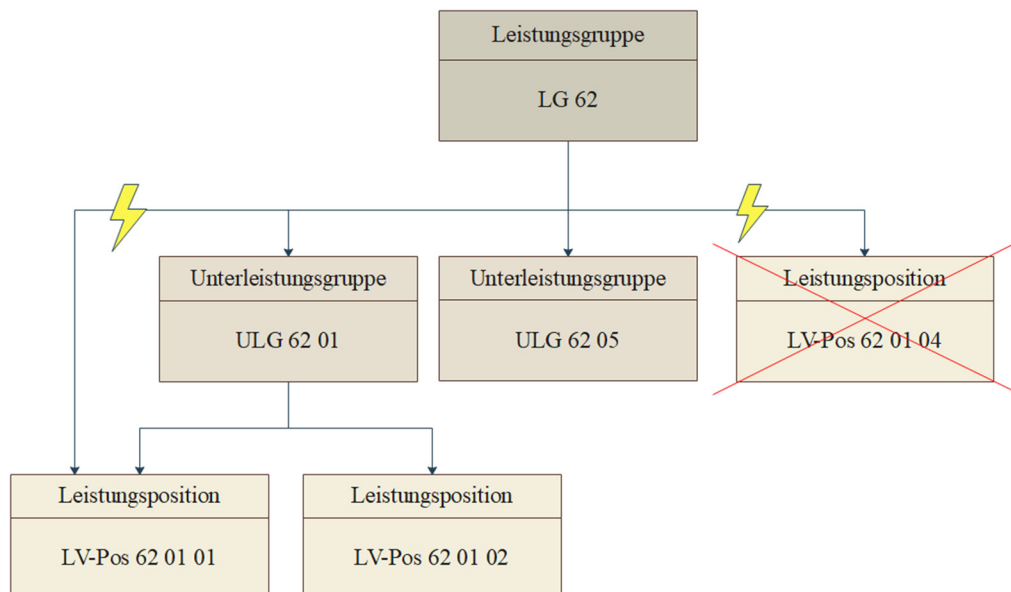 Leistungsgruppe
LG 62
Unterleistungsgruppe
ULG 62 01
Unterleistungsgruppe
ULG 62 05
Leistungsposition
LV-Pos 62 01 04
Leistungsposition
LV-Pos 62 01 01
Leistungsposition
LV-Pos 62 01 02